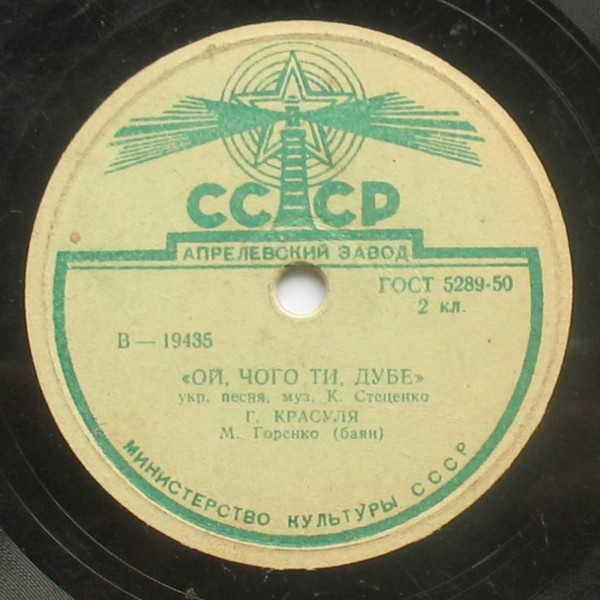 СССР
АПРЕЛЕВСКИЙ ЗАВОД
ГОСТ 5289-50
2 кл.
В — 19435
«ОЙ, ЧОГО ТИ, ДУБЕ»
укр. песня, муз. К. Стеценко
Г. КРАСУЛЯ
М. Горенко (баян)
МИНИСТЕРСТВО КУЛЬТУРЫ СССР